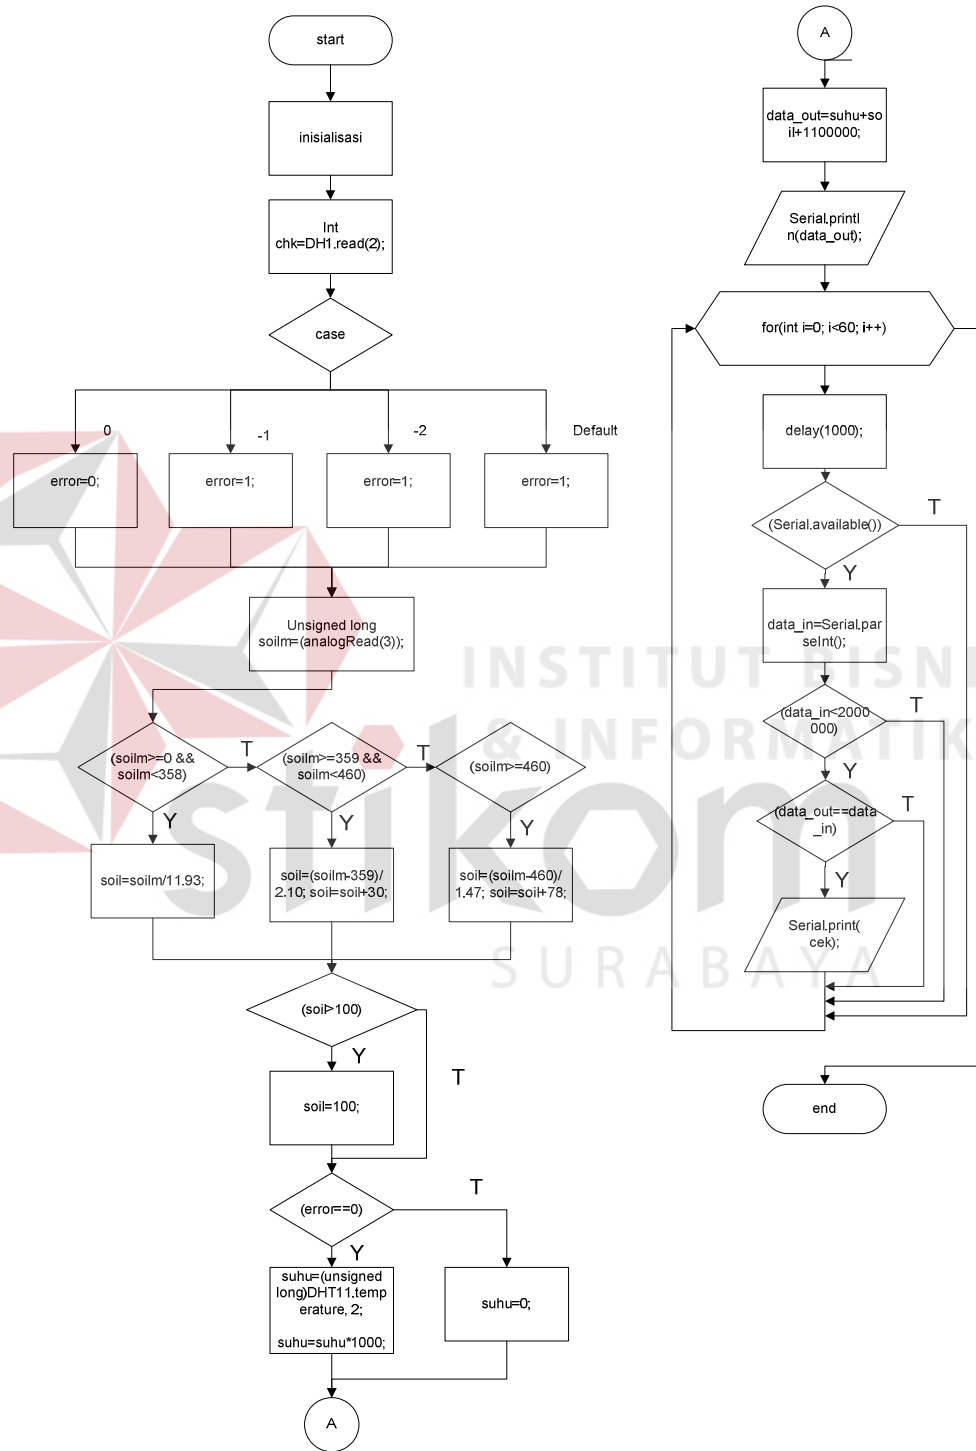 start
inisialisasi
Int
chk=DH1.read(2);
case
0
-1
-2
Default
error=0;
error=1;
error=1;
error=1;
Unsigned long
soilm=(analogRead(3));
(soilm>=0 &&
soilm<358)
T
(soilm>=359 &&
soilm<460)
T
(soilm>=460)
Y
Y
Y
soil=soilm/11.93;
soil=(soilm-359)/
2.10; soil=soil+30;
soil=(soilm-460)/
1.47; soil=soil+78;
(soil>100)
Y
T
soil=100;
(error==0)
T
Y
suhu=(unsigned
long)DHT11.temp
erature, 2;
suhu=suhu*1000;
suhu=0;
A
A
data_out=suhu+so
il+1100000;
Serial.printl
n(data_out);
for(int i=0; i<60; i++)
delay(1000);
(Serial.available())
T
Y
data_in=Serial.par
seInt();
(data_in<2000
000)
T
Y
(data_out==data
_in)
T
Y
Serial.print(
cek);
end
INSTITUT BISNI
& INFORMATIK
stikom
SURABAYA